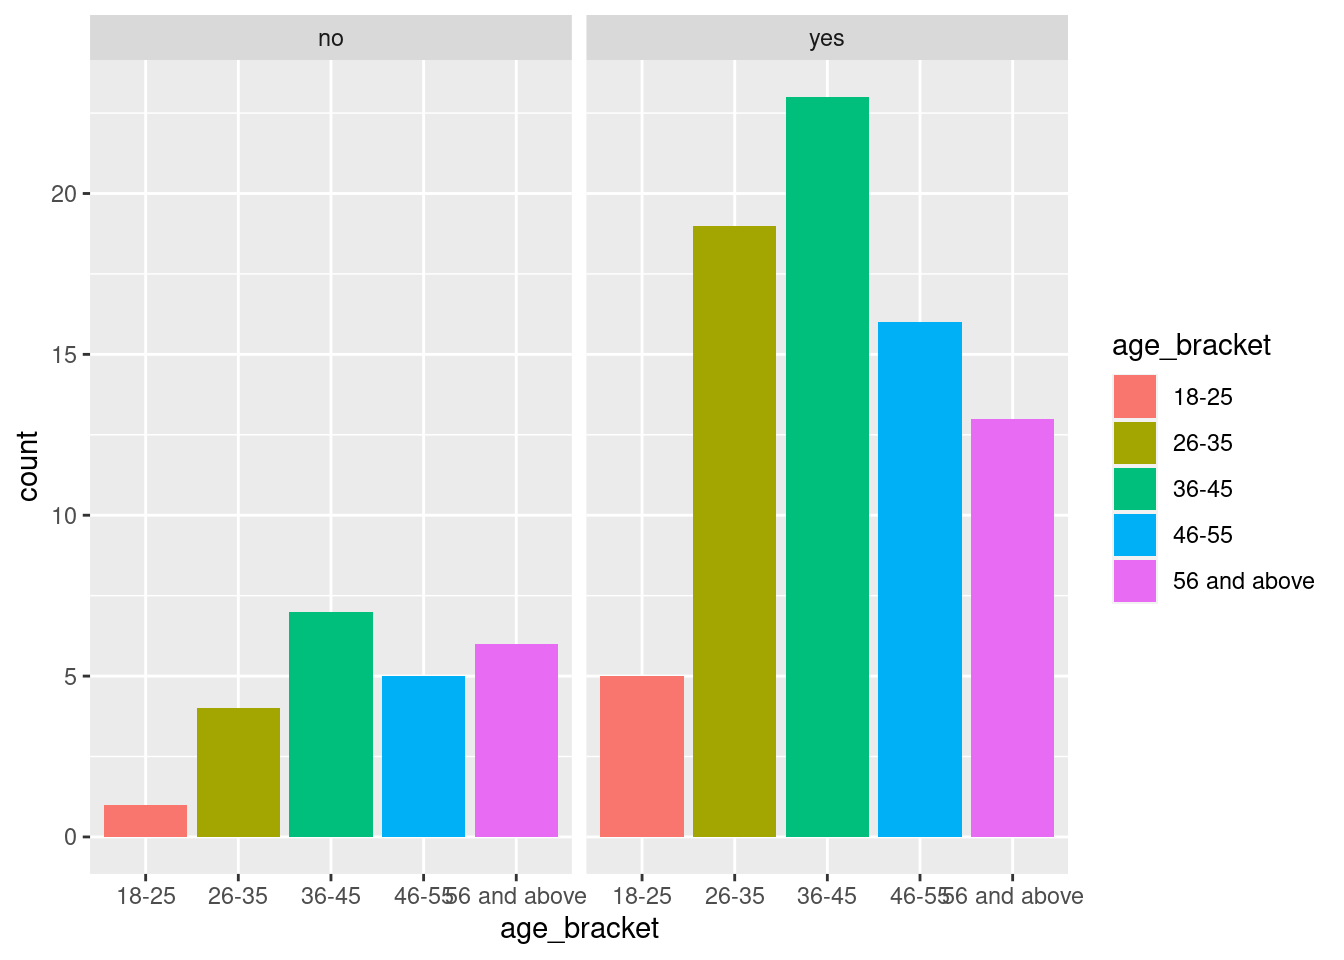 no yes
20
15
10
5
0
count
18-25 26-35 36-45 46-55 56 and above 18-25 26-35 36-45 46-55 56 and above
age_bracket
age_bracket
18-25
26-35
36-45
46-55
56 and above